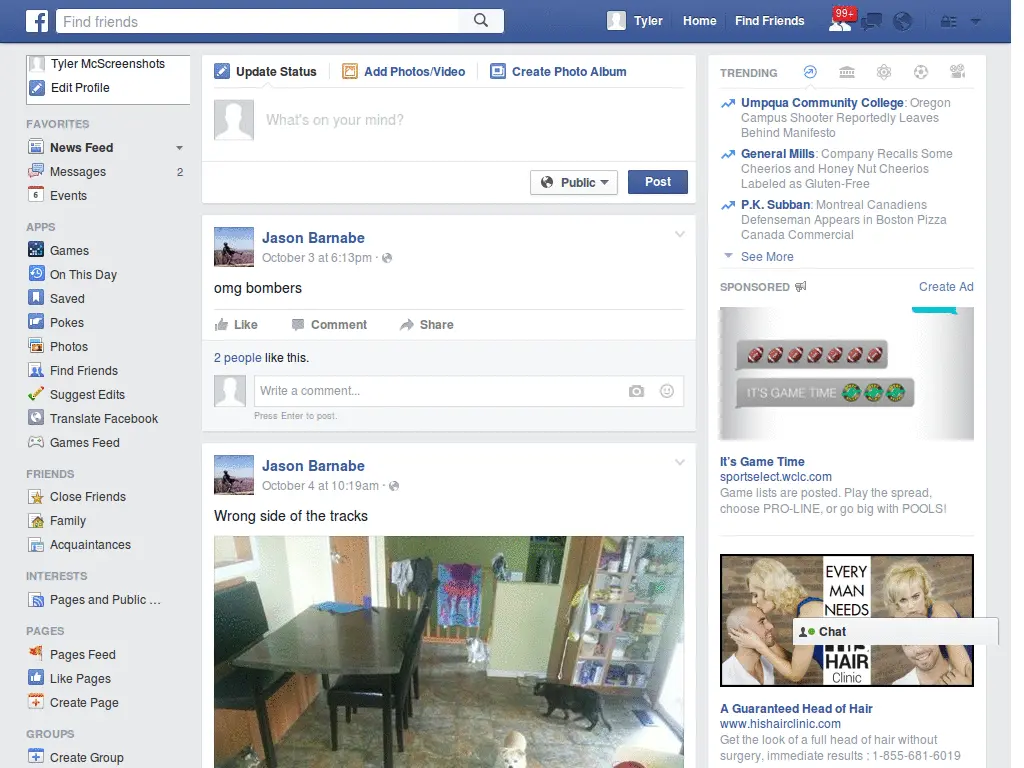 f
Find friends
Tyler
Home
Find Friends
99+
Tyler McScreenshots
Edit Profile
FAVORITES
News Feed
Messages 2
6 Events
APPS
Games
On This Day
Saved
Pokes
Photos
Find Friends
Suggest Edits
Translate Facebook
Games Feed
FRIENDS
Close Friends
Family
Acquaintances
INTERESTS
Pages and Public ...
PAGES
Pages Feed
Like Pages
Create Page
GROUPS
Create Group
Update Status Add Photos/Video Create Photo Album
What's on your mind?
Public Post
Jason Barnabe
October 3 at 6:13pm ·
omg bombers
Like Comment Share
2 people like this.
Write a comment...
Press Enter to post.
Jason Barnabe
October 4 at 10:19am ·
Wrong side of the tracks
TRENDING
Umpqua Community College: Oregon
Campus Shooter Reportedly Leaves
Behind Manifesto
General Mills: Company Recalls Some
Cheerios and Honey Nut Cheerios
Labeled as Gluten-Free
P.K. Subban: Montreal Canadiens
Defenseman Appears in Boston Pizza
Canada Commercial
See More
SPONSORED Create Ad
IT'S GAME TIME
It's Game Time
sportselect.wclc.com
Game lists are posted. Play the spread,
choose PRO-LINE, or go big with POOLS!
EVERY
MAN
NEEDS
HAIR
Clinic
Chat
A Guaranteed Head of Hair
www.hishairclinic.com
Get the look of a full head of hair without
surgery, immediate results : 1-855-681-6019